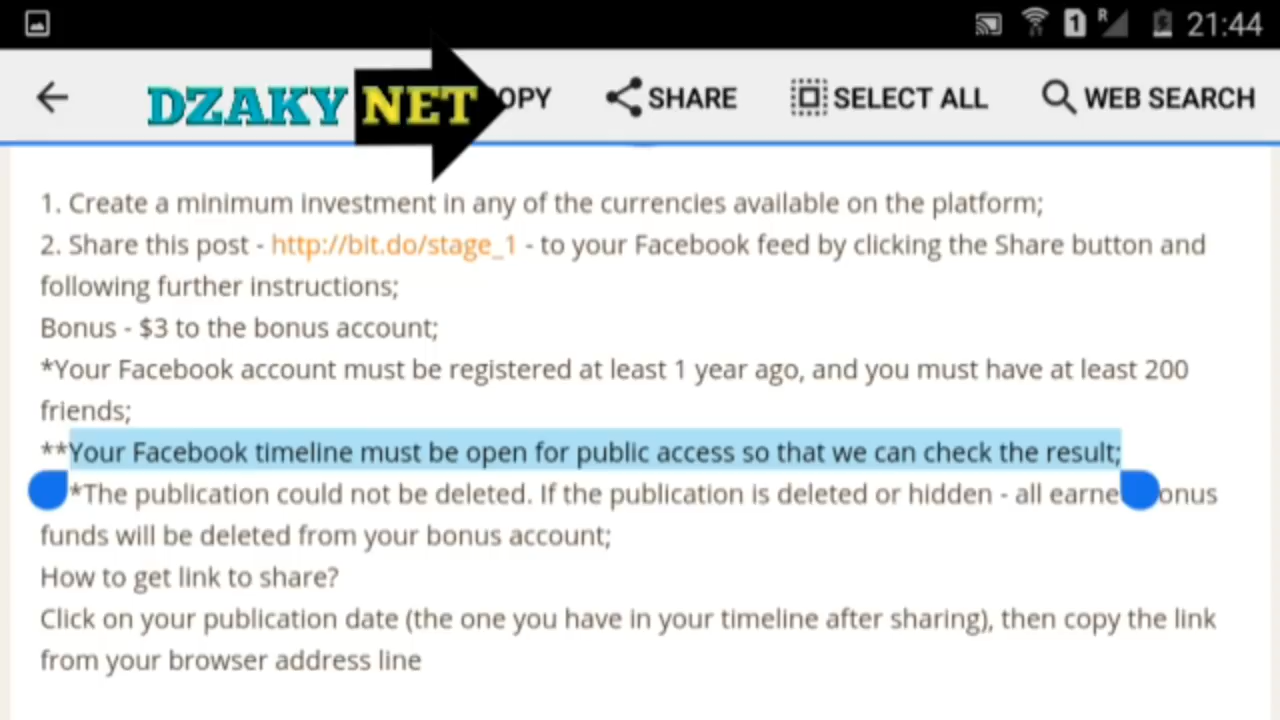 1 R 21:44
DZAKY NET OPY SHARE SELECT ALL WEB SEARCH
1. Create a minimum investment in any of the currencies available on the platform;
2. Share this post - http://bit.do/stage_1 - to your Facebook feed by clicking the Share button and
following further instructions;
Bonus - $3 to the bonus account;
*Your Facebook account must be registered at least 1 year ago, and you must have at least 200
friends;
**Your Facebook timeline must be open for public access so that we can check the result;
*The publication could not be deleted. If the publication is deleted or hidden - all earne onus
funds will be deleted from your bonus account;
How to get link to share?
Click on your publication date (the one you have in your timeline after sharing), then copy the link
from your browser address line